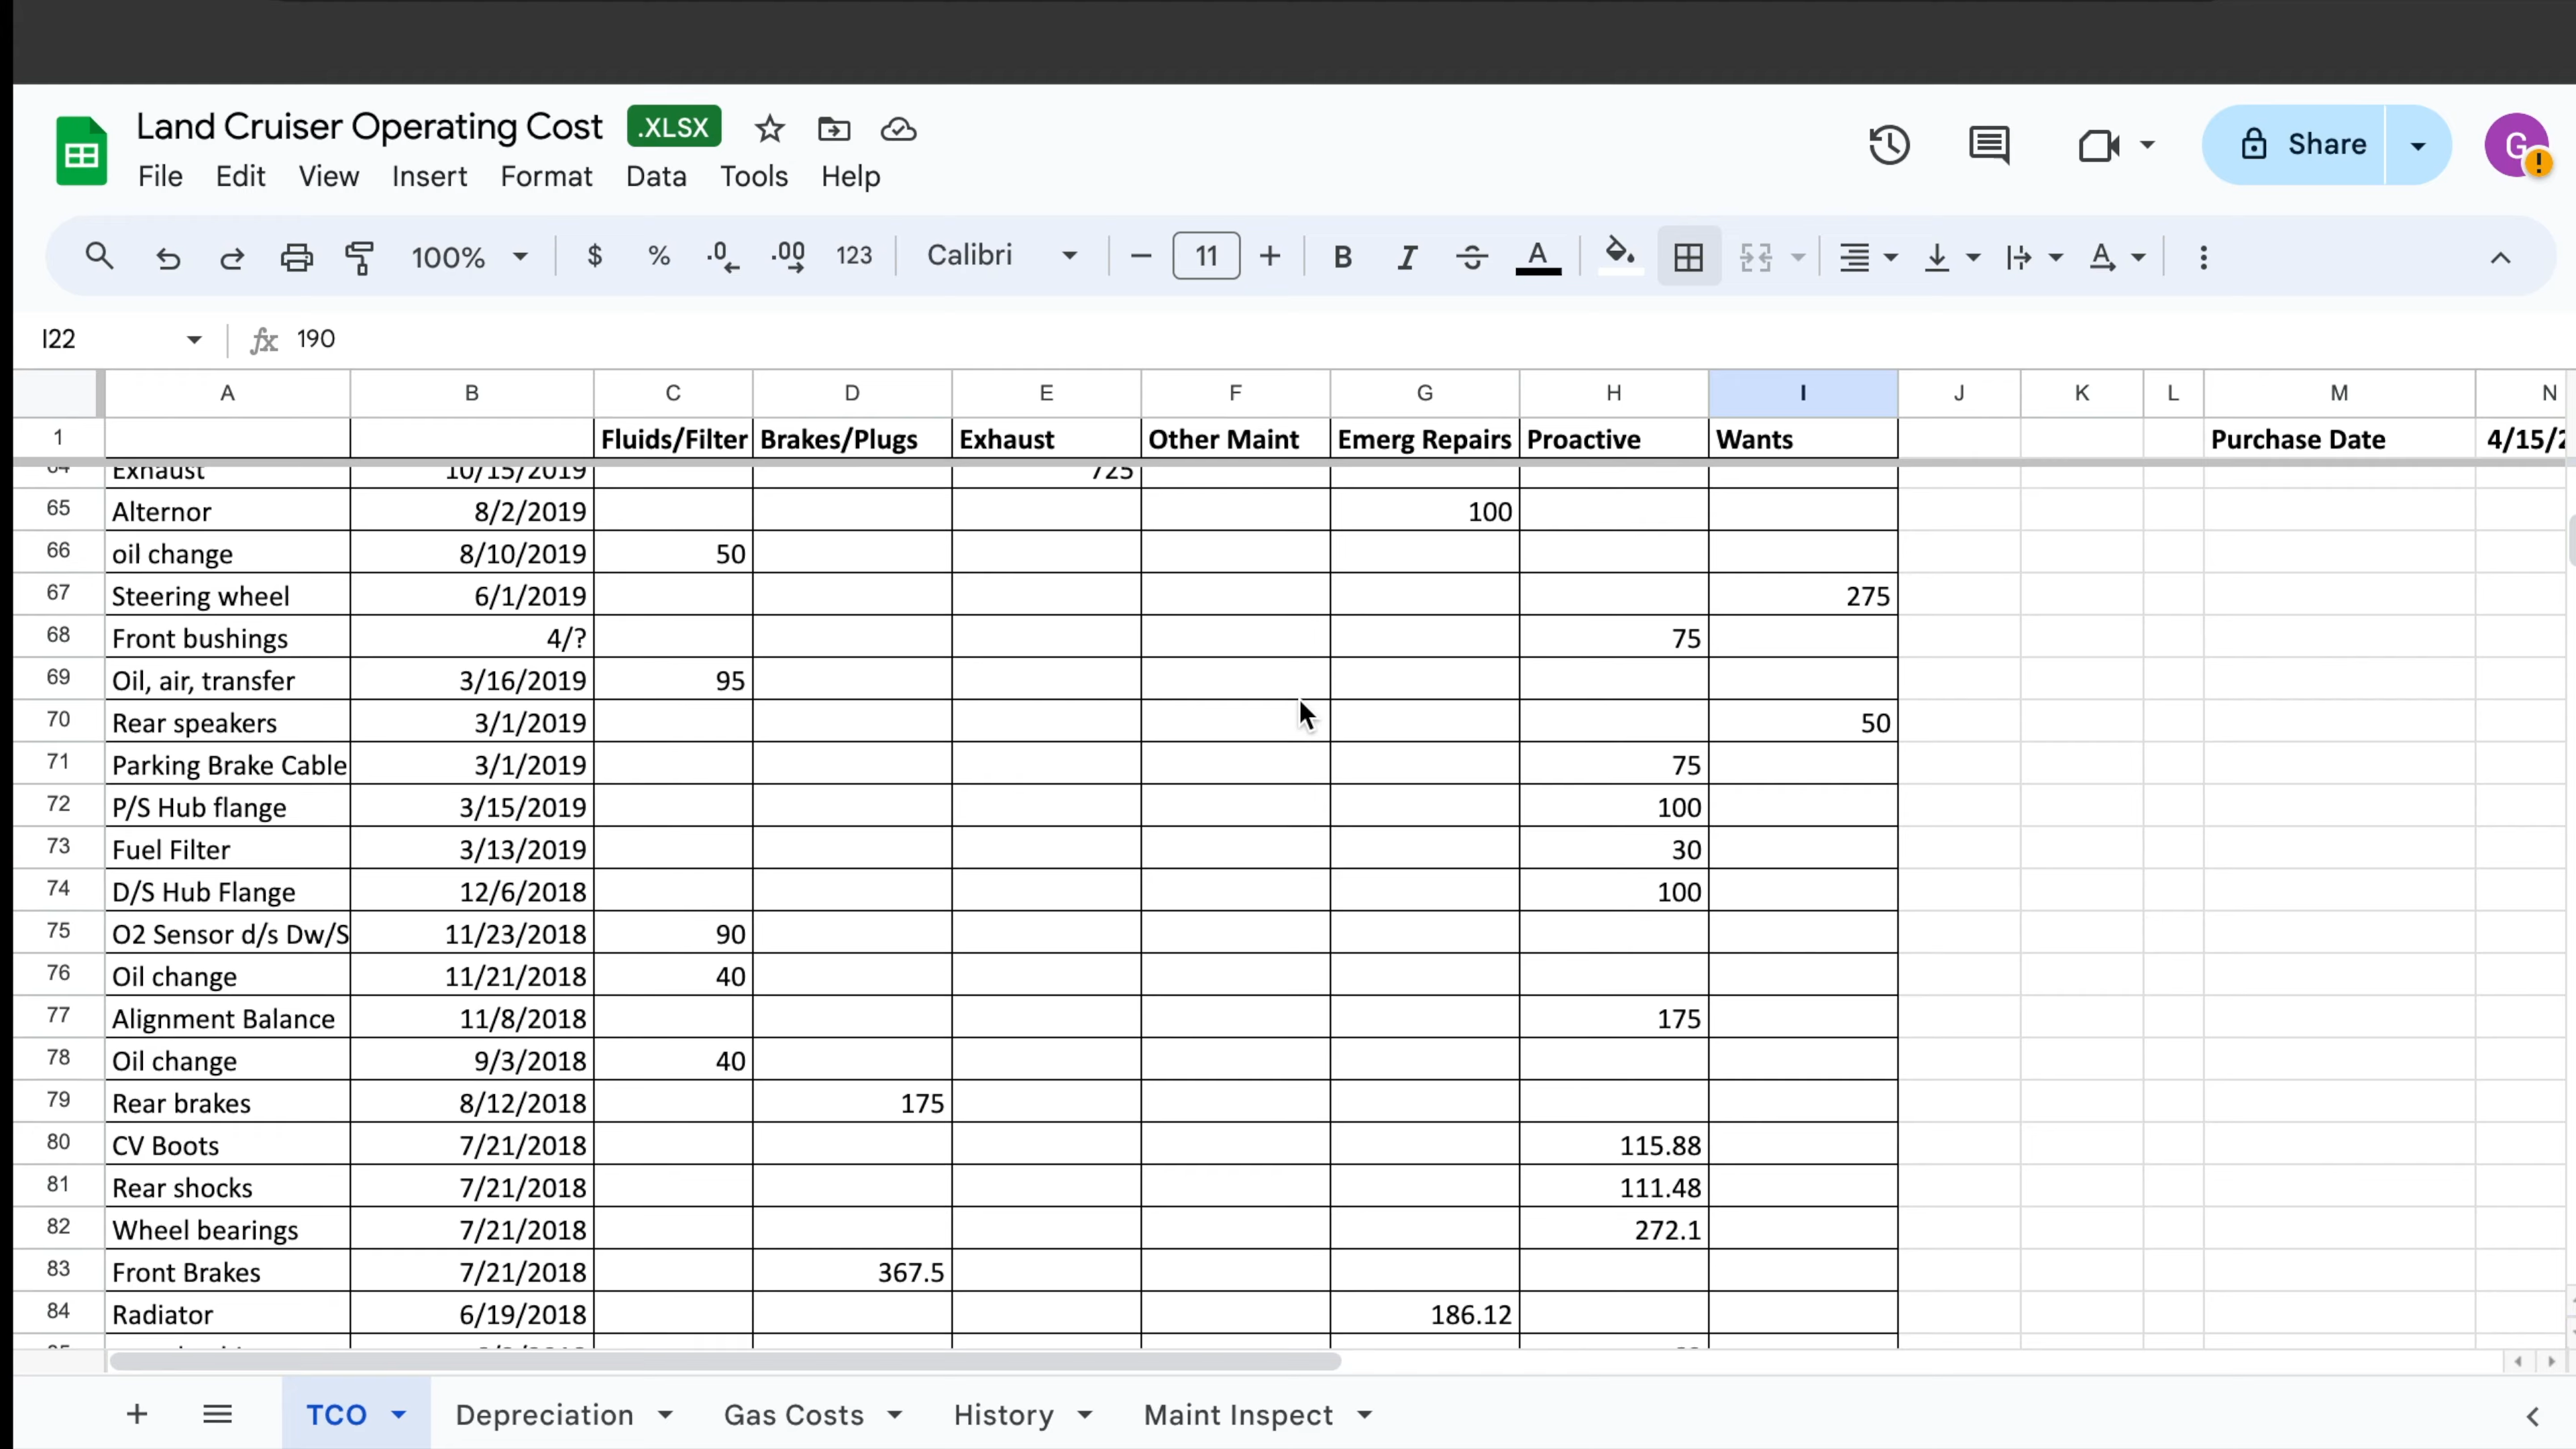 Land Cruiser Operating Cost .XLSX
File Edit View Insert Format Data Tools Help
Share
G
100% $ % .0 .00 123 Calibri 11 B I A
I22 fx 190
A B C D E F G H I J K L M N
1 Fluids/Filter Brakes/Plugs Exhaust Other Maint Emerg Repairs Proactive Wants Purchase Date 4/15/2
64 Exhaust 10/15/2019 725
65 Alternor 8/2/2019 100
66 oil change 8/10/2019 50
67 Steering wheel 6/1/2019 275
68 Front bushings 4/? 75
69 Oil, air, transfer 3/16/2019 95
70 Rear speakers 3/1/2019 50
71 Parking Brake Cable 3/1/2019 75
72 P/S Hub flange 3/15/2019 100
73 Fuel Filter 3/13/2019 30
74 D/S Hub Flange 12/6/2018 100
75 O2 Sensor d/s Dw/S 11/23/2018 90
76 Oil change 11/21/2018 40
77 Alignment Balance 11/8/2018 175
78 Oil change 9/3/2018 40
79 Rear brakes 8/12/2018 175
80 CV Boots 7/21/2018 115.88
81 Rear shocks 7/21/2018 111.48
82 Wheel bearings 7/21/2018 272.1
83 Front Brakes 7/21/2018 367.5
84 Radiator 6/19/2018 186.12
TCO Depreciation Gas Costs History Maint Inspect